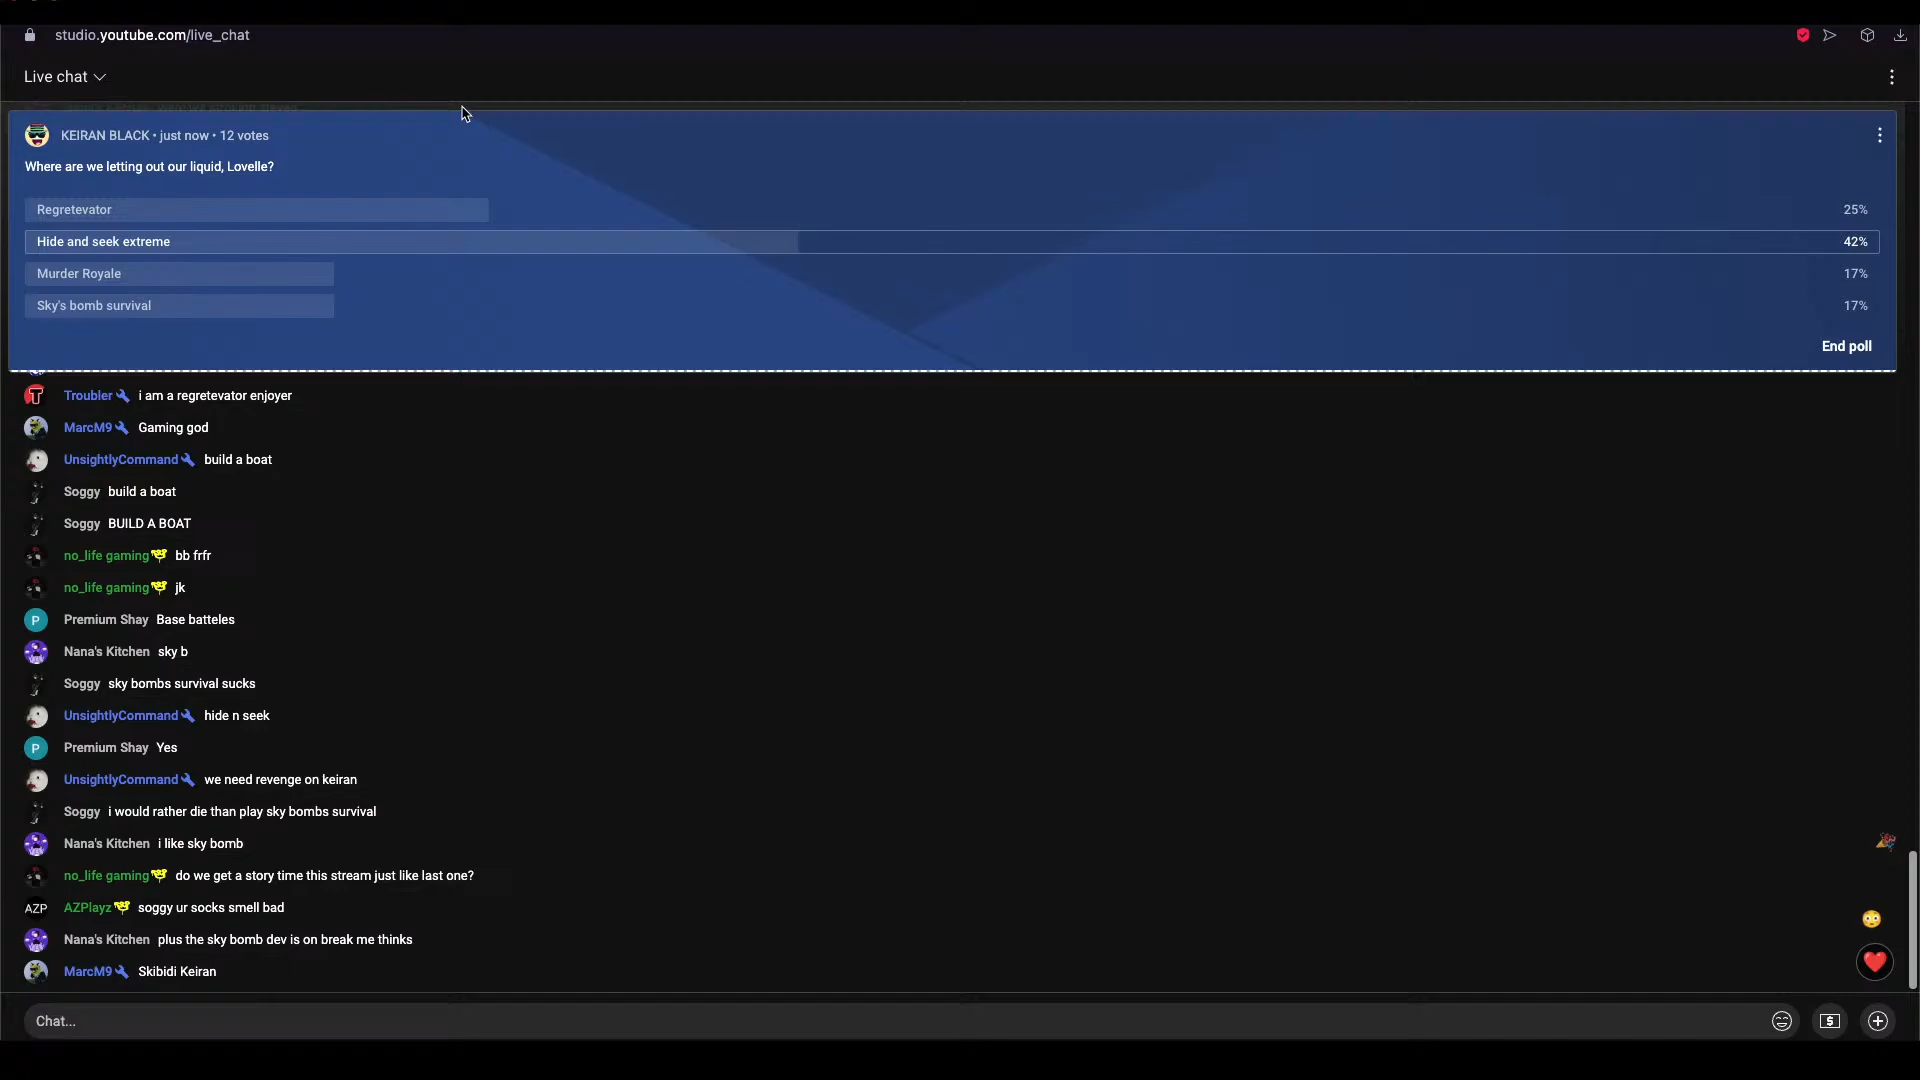 studio.youtube.com/live_chat
Live chat
KEIRAN BLACK • just now • 12 votes
Where are we letting out our liquid, Lovelle?
Regretevator 25%
Hide and seek extreme 42%
Murder Royale 17%
Sky's bomb survival 17%
End poll
T Troubler i am a regretevator enjoyer
MarcM9 Gaming god
UnsightlyCommand build a boat
Soggy build a boat
Soggy BUILD A BOAT
no_life gaming bb frfr
no_life gaming jk
P Premium Shay Base batteles
Nana's Kitchen sky b
Soggy sky bombs survival sucks
UnsightlyCommand hide n seek
P Premium Shay Yes
UnsightlyCommand we need revenge on keiran
Soggy i would rather die than play sky bombs survival
Nana's Kitchen i like sky bomb
no_life gaming do we get a story time this stream just like last one?
AZP AZPlayz soggy ur socks smell bad
Nana's Kitchen plus the sky bomb dev is on break me thinks
MarcM9 Skibidi Keiran
Chat...